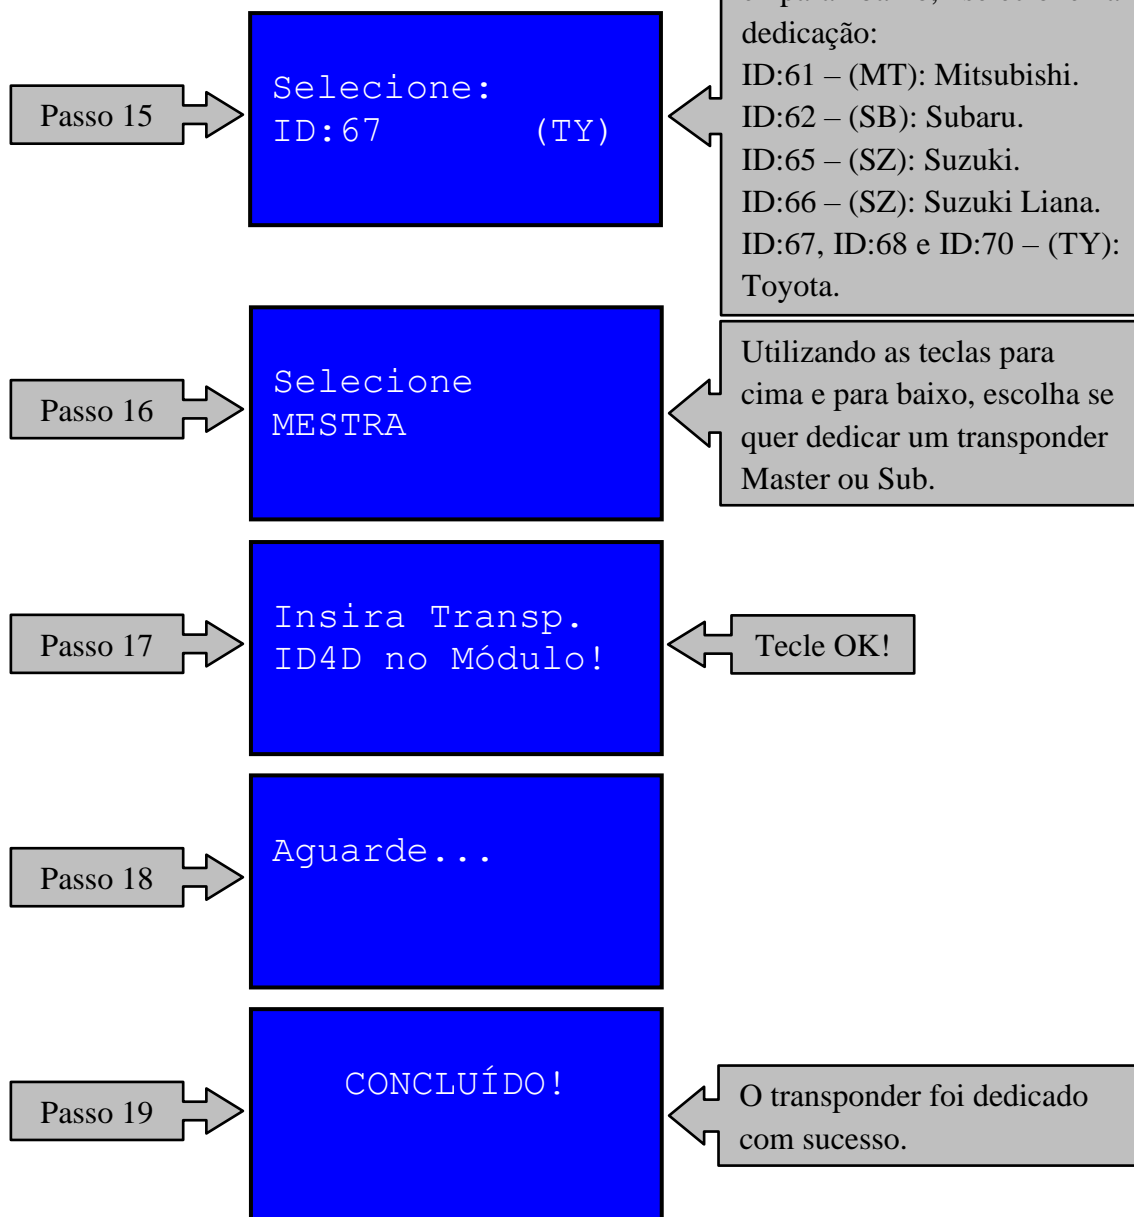 dedicação:
Passo 15
Selecione:
ID:67 (TY)
ID:61 – (MT): Mitsubishi.
ID:62 – (SB): Subaru.
ID:65 – (SZ): Suzuki.
ID:66 – (SZ): Suzuki Liana.
ID:67, ID:68 e ID:70 – (TY):
Toyota.
Passo 16
Selecione
MESTRA
Utilizando as teclas para
cima e para baixo, escolha se
quer dedicar um transponder
Master ou Sub.
Passo 17
Insira Transp.
ID4D no Módulo!
Tecle OK!
Passo 18
Aguarde...
Passo 19
CONCLUÍDO!
O transponder foi dedicado
com sucesso.